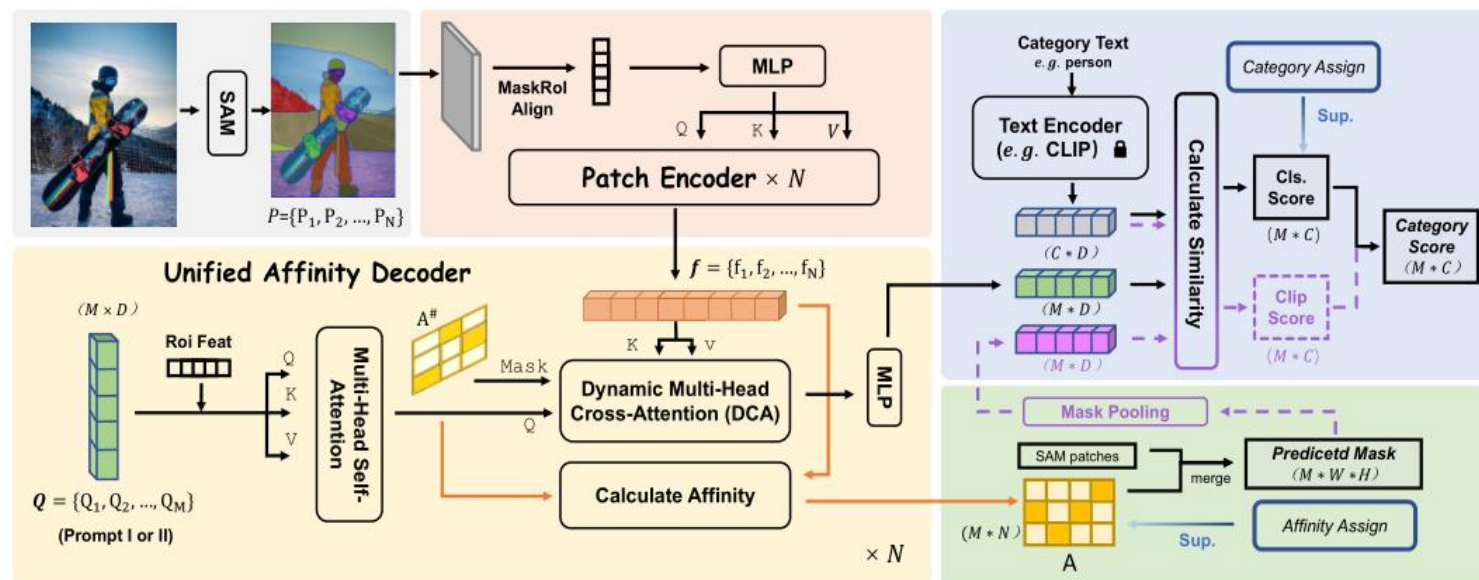 SAM
P={P₁, P₂, ..., P_N}
MaskRoI
Align
MLP
Q
K
V
Patch Encoder × N
Unified Affinity Decoder
(M × D)
Roi Feat
Q
K
V
Multi-Head Self-
Attention
Q = {Q₁, Q₂, ..., Q_M}
(Prompt I or II)
A#
Mask
Q
f = {f₁, f₂, ..., f_N}
K
V
Dynamic Multi-Head
Cross-Attention (DCA)
Calculate Affinity
MLP
× N
Category Text
e.g. person
Text Encoder
(e.g. CLIP)
(C * D)
(M * D)
(M * D)
Calculate Similarity
Category Assign
Sup.
Cls.
Score
(M * C)
Clip
Score
(M * C)
Category
Score
(M * C)
Mask Pooling
SAM patches
merge
Predicetd Mask
(M * W * H)
(M * N)
A
Sup.
Affinity Assign